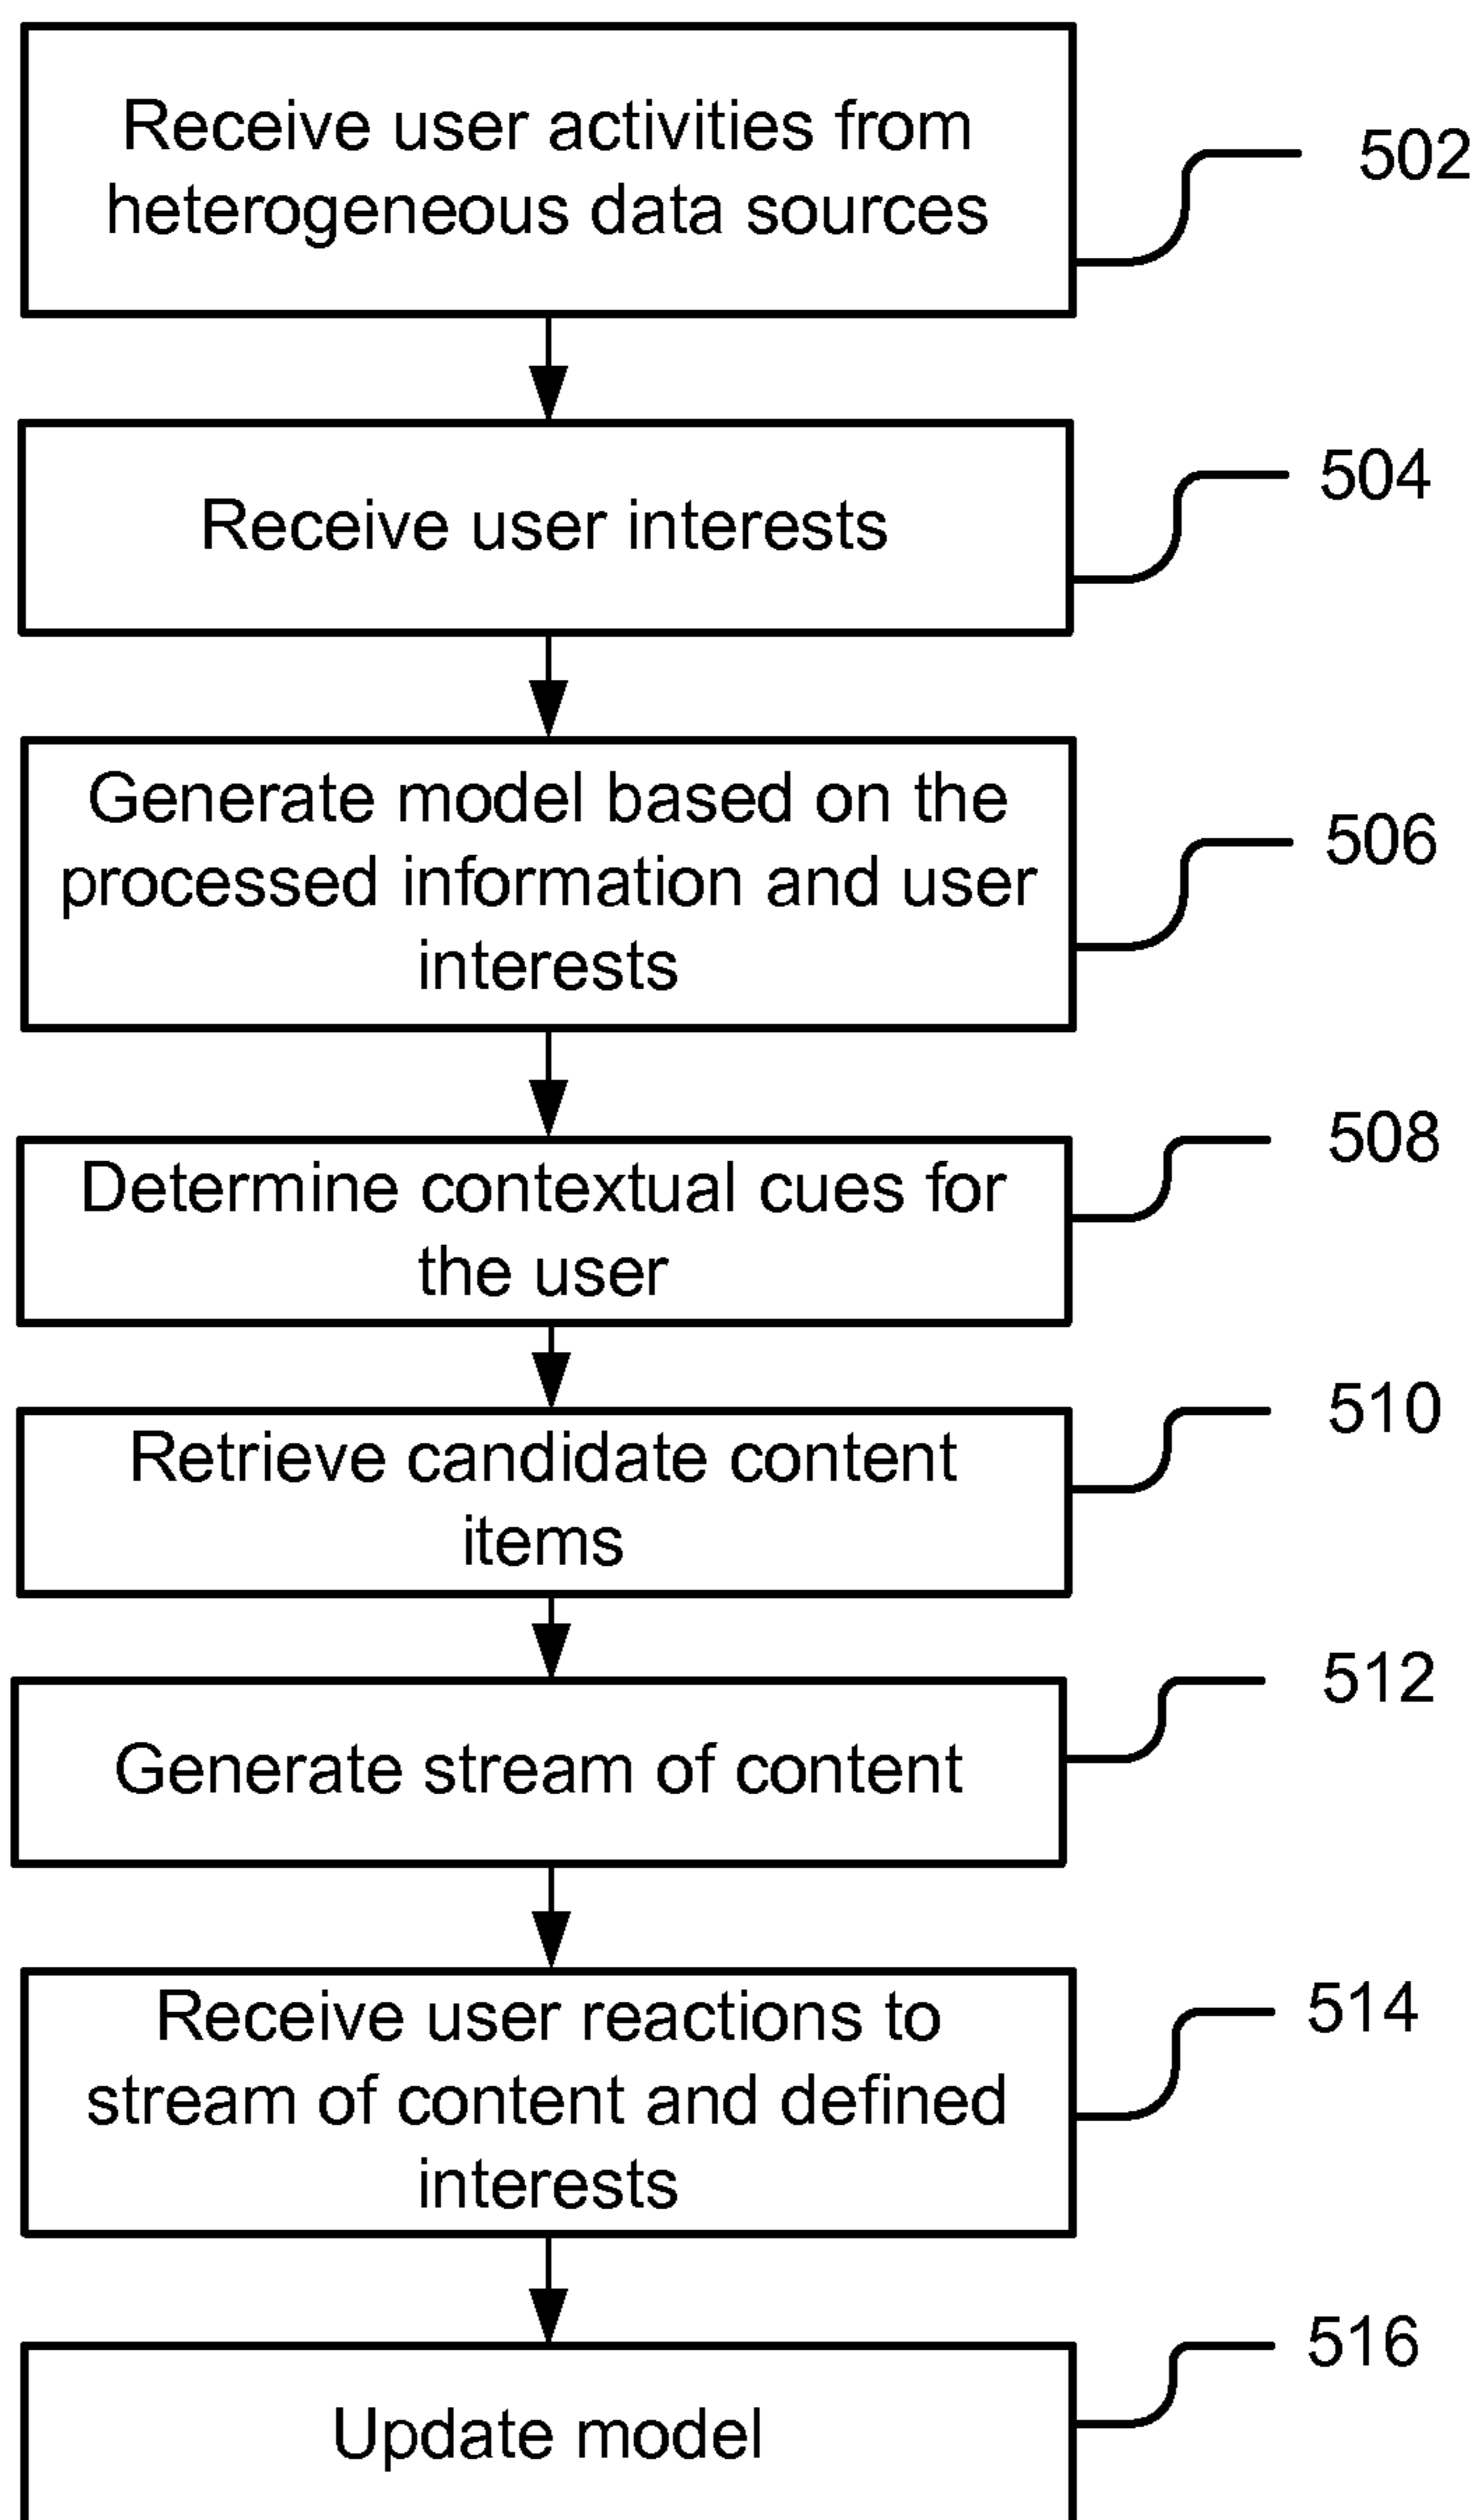 Receive user activities from
heterogeneous data sources
502
Receive user interests
504
Generate model based on the
processed information and user
interests
506
Determine contextual cues for
the user
508
Retrieve candidate content
items
510
Generate stream of content
512
Receive user reactions to
stream of content and defined
interests
514
Update model
516